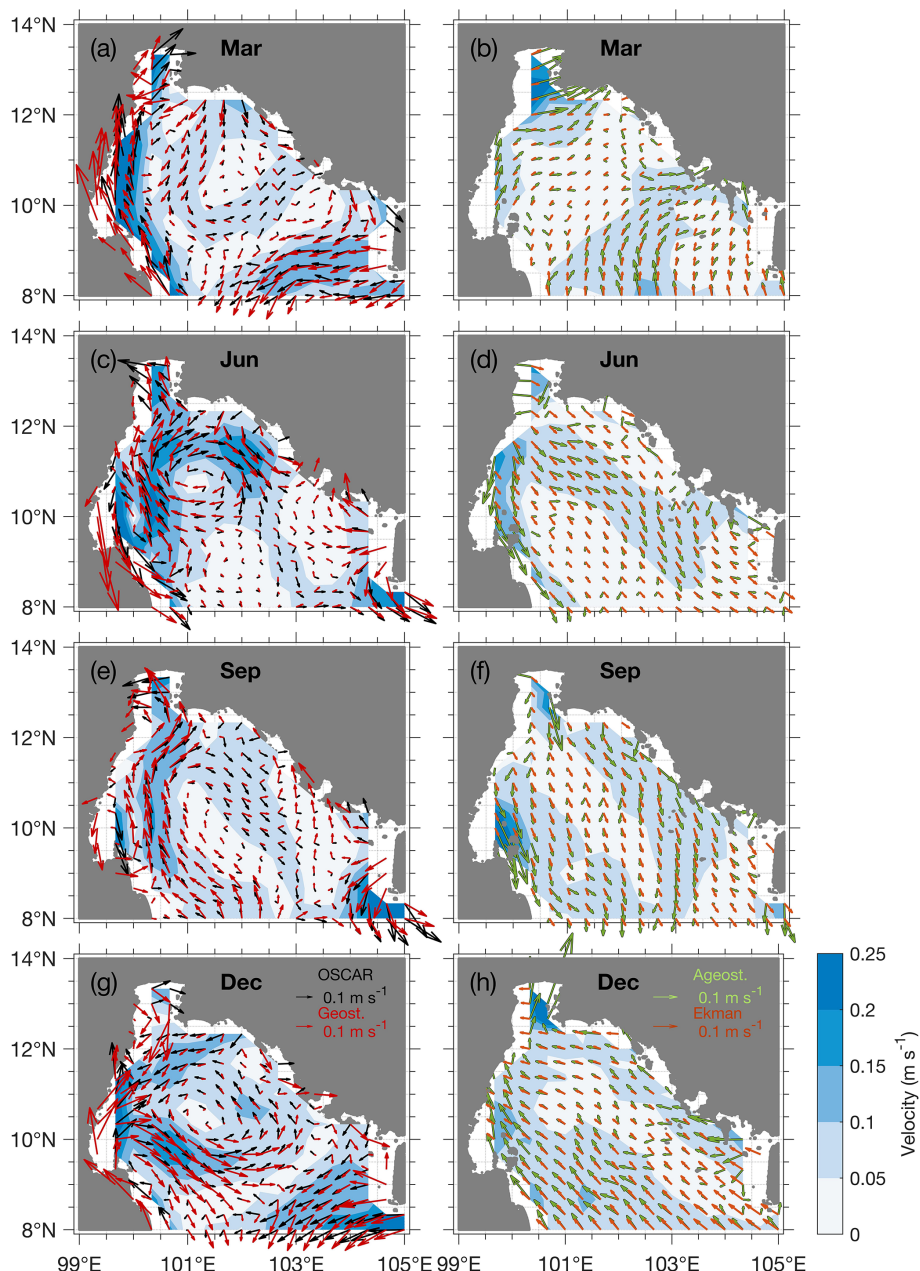 14°N
(a) Mar
(b) Mar
12°N
10°N
8°N
14°N
(c) Jun
(d) Jun
12°N
10°N
8°N
14°N
(e) Sep
(f) Sep
12°N
10°N
8°N
14°N
(g) Dec
OSCAR
0.1 m s⁻¹
Geost.
0.1 m s⁻¹
(h) Dec
Ageost.
0.1 m s⁻¹
Ekman
0.1 m s⁻¹
12°N
10°N
8°N
99°E 101°E 103°E 105°E
99°E 101°E 103°E 105°E
0.25
0.2
0.15
0.1
0.05
0
Velocity (m s⁻¹)